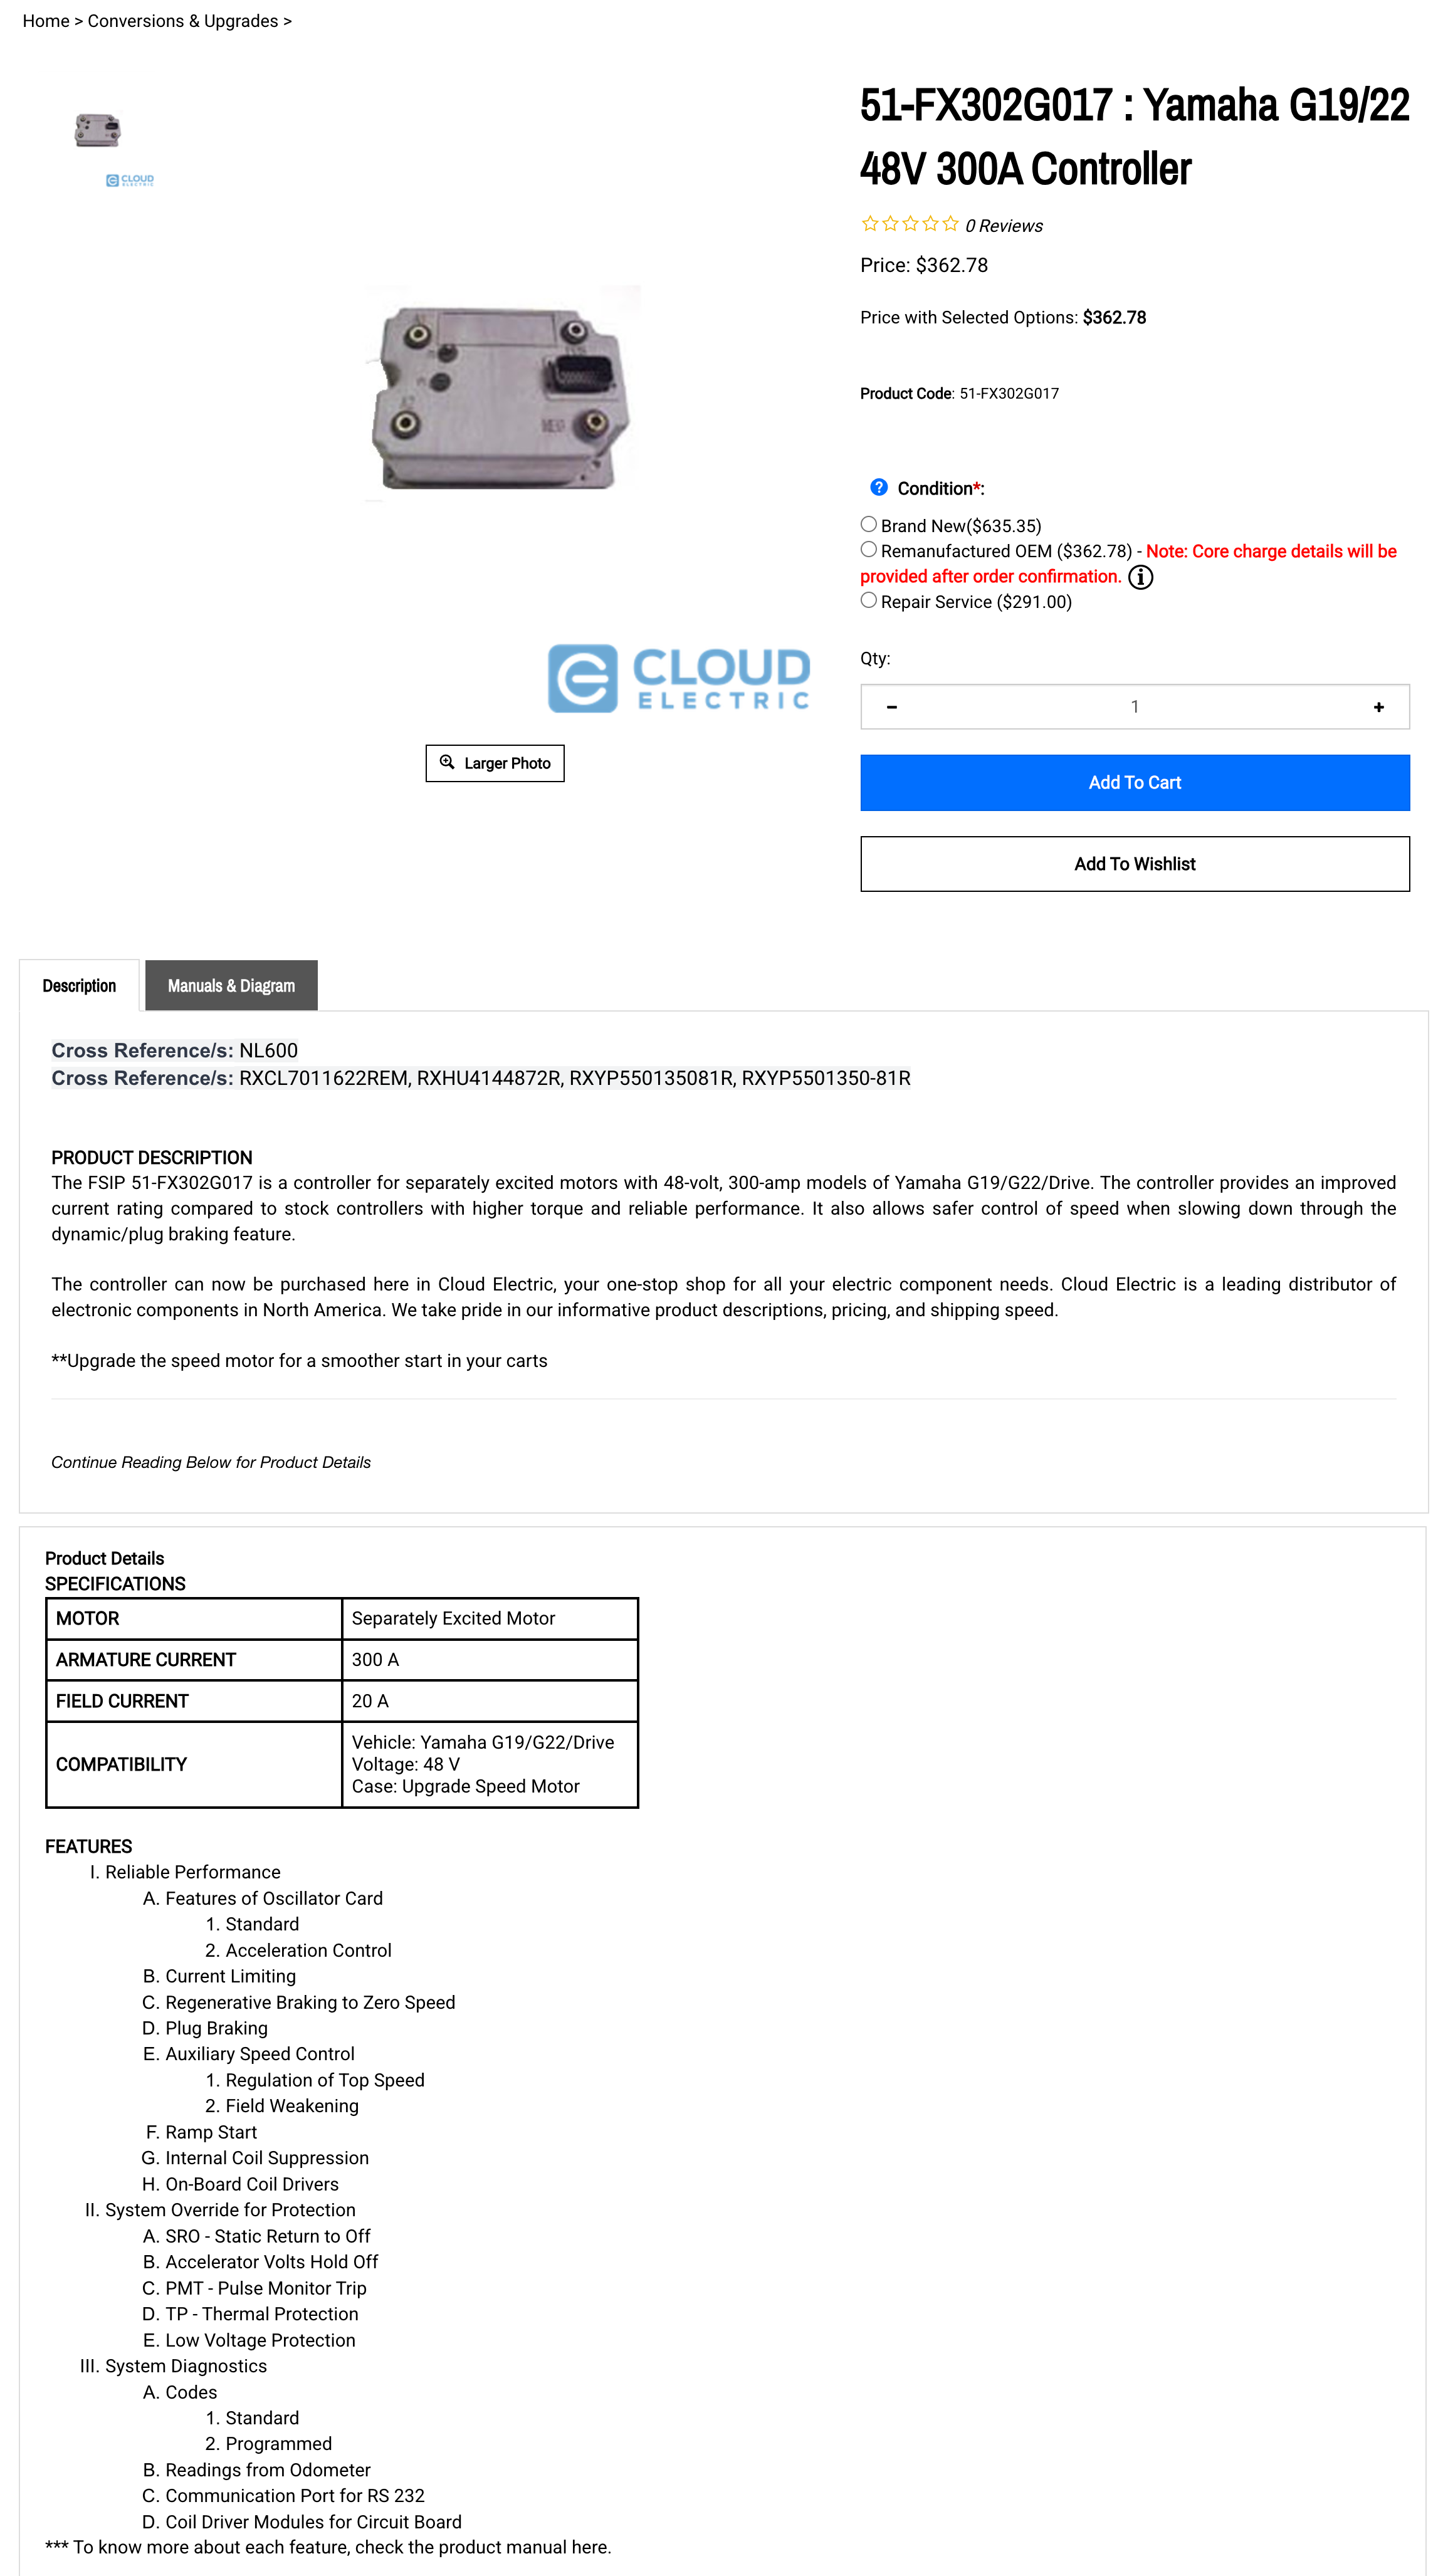 Home > Conversions & Upgrades >
CLOUD
ELECTRIC
51-FX302G017 : Yamaha G19/22
48V 300A Controller
0 Reviews
Price: $362.78
Price with Selected Options: $362.78
Product Code: 51-FX302G017
? Condition*:
Brand New($635.35)
Remanufactured OEM ($362.78) - Note: Core charge details will be
provided after order confirmation.
Repair Service ($291.00)
Qty:
- 1 +
CLOUD
ELECTRIC
Larger Photo
Add To Cart
Add To Wishlist
Description Manuals & Diagram
Cross Reference/s: NL600
Cross Reference/s: RXCL7011622REM, RXHU4144872R, RXYP550135081R, RXYP5501350-81R
PRODUCT DESCRIPTION
The FSIP 51-FX302G017 is a controller for separately excited motors with 48-volt, 300-amp models of Yamaha G19/G22/Drive. The controller provides an improved
current rating compared to stock controllers with higher torque and reliable performance. It also allows safer control of speed when slowing down through the
dynamic/plug braking feature.
The controller can now be purchased here in Cloud Electric, your one-stop shop for all your electric component needs. Cloud Electric is a leading distributor of
electronic components in North America. We take pride in our informative product descriptions, pricing, and shipping speed.
**Upgrade the speed motor for a smoother start in your carts
Continue Reading Below for Product Details
Product Details
SPECIFICATIONS
MOTOR Separately Excited Motor
ARMATURE CURRENT 300 A
FIELD CURRENT 20 A
COMPATIBILITY
Vehicle: Yamaha G19/G22/Drive
Voltage: 48 V
Case: Upgrade Speed Motor
FEATURES
I. Reliable Performance
A. Features of Oscillator Card
1. Standard
2. Acceleration Control
B. Current Limiting
C. Regenerative Braking to Zero Speed
D. Plug Braking
E. Auxiliary Speed Control
1. Regulation of Top Speed
2. Field Weakening
F. Ramp Start
G. Internal Coil Suppression
H. On-Board Coil Drivers
II. System Override for Protection
A. SRO - Static Return to Off
B. Accelerator Volts Hold Off
C. PMT - Pulse Monitor Trip
D. TP - Thermal Protection
E. Low Voltage Protection
III. System Diagnostics
A. Codes
1. Standard
2. Programmed
B. Readings from Odometer
C. Communication Port for RS 232
D. Coil Driver Modules for Circuit Board
*** To know more about each feature, check the product manual here.